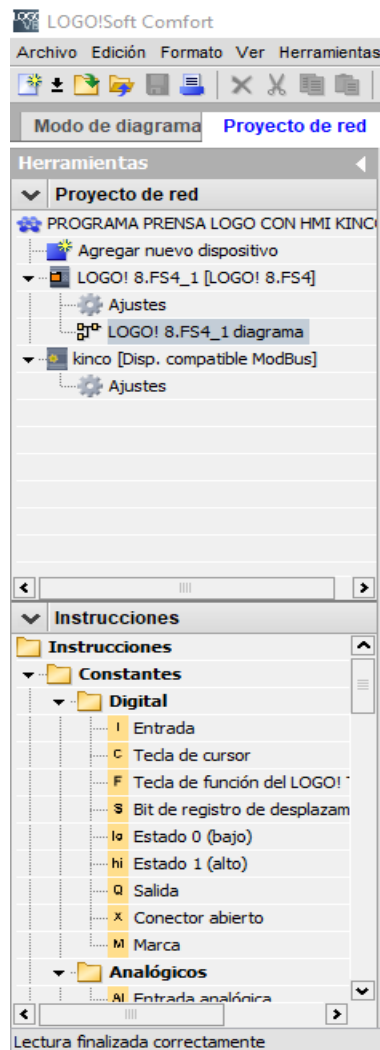 LOGO!Soft Comfort
Archivo Edición Formato Ver Herramientas
Modo de diagrama Proyecto de red
Herramientas
Proyecto de red
PROGRAMA PRENSA LOGO CON HMI KINC
Agregar nuevo dispositivo
LOGO! 8.FS4_1 [LOGO! 8.FS4]
Ajustes
LOGO! 8.FS4_1 diagrama
kinco [Disp. compatible ModBus]
Ajustes
Instrucciones
Instrucciones
Constantes
Digital
I Entrada
C Tecla de cursor
F Tecla de función del LOGO!
S Bit de registro de desplazam
lo Estado 0 (bajo)
hi Estado 1 (alto)
Q Salida
X Conector abierto
M Marca
Analógicos
AI Entrada analógica
Lectura finalizada correctamente